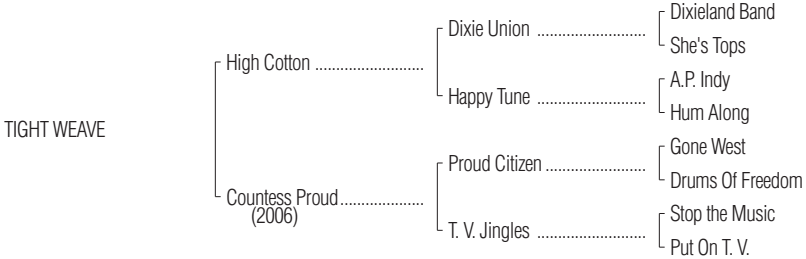 Dixieland Band
Dixie Union ..........................
She's Tops
High Cotton ..........................
A.P. Indy
Happy Tune ..........................
Hum Along
TIGHT WEAVE
Gone West
Proud Citizen ........................
Drums Of Freedom
Countess Proud....................
(2006)
Stop the Music
T. V. Jingles ..........................
Put On T. V.